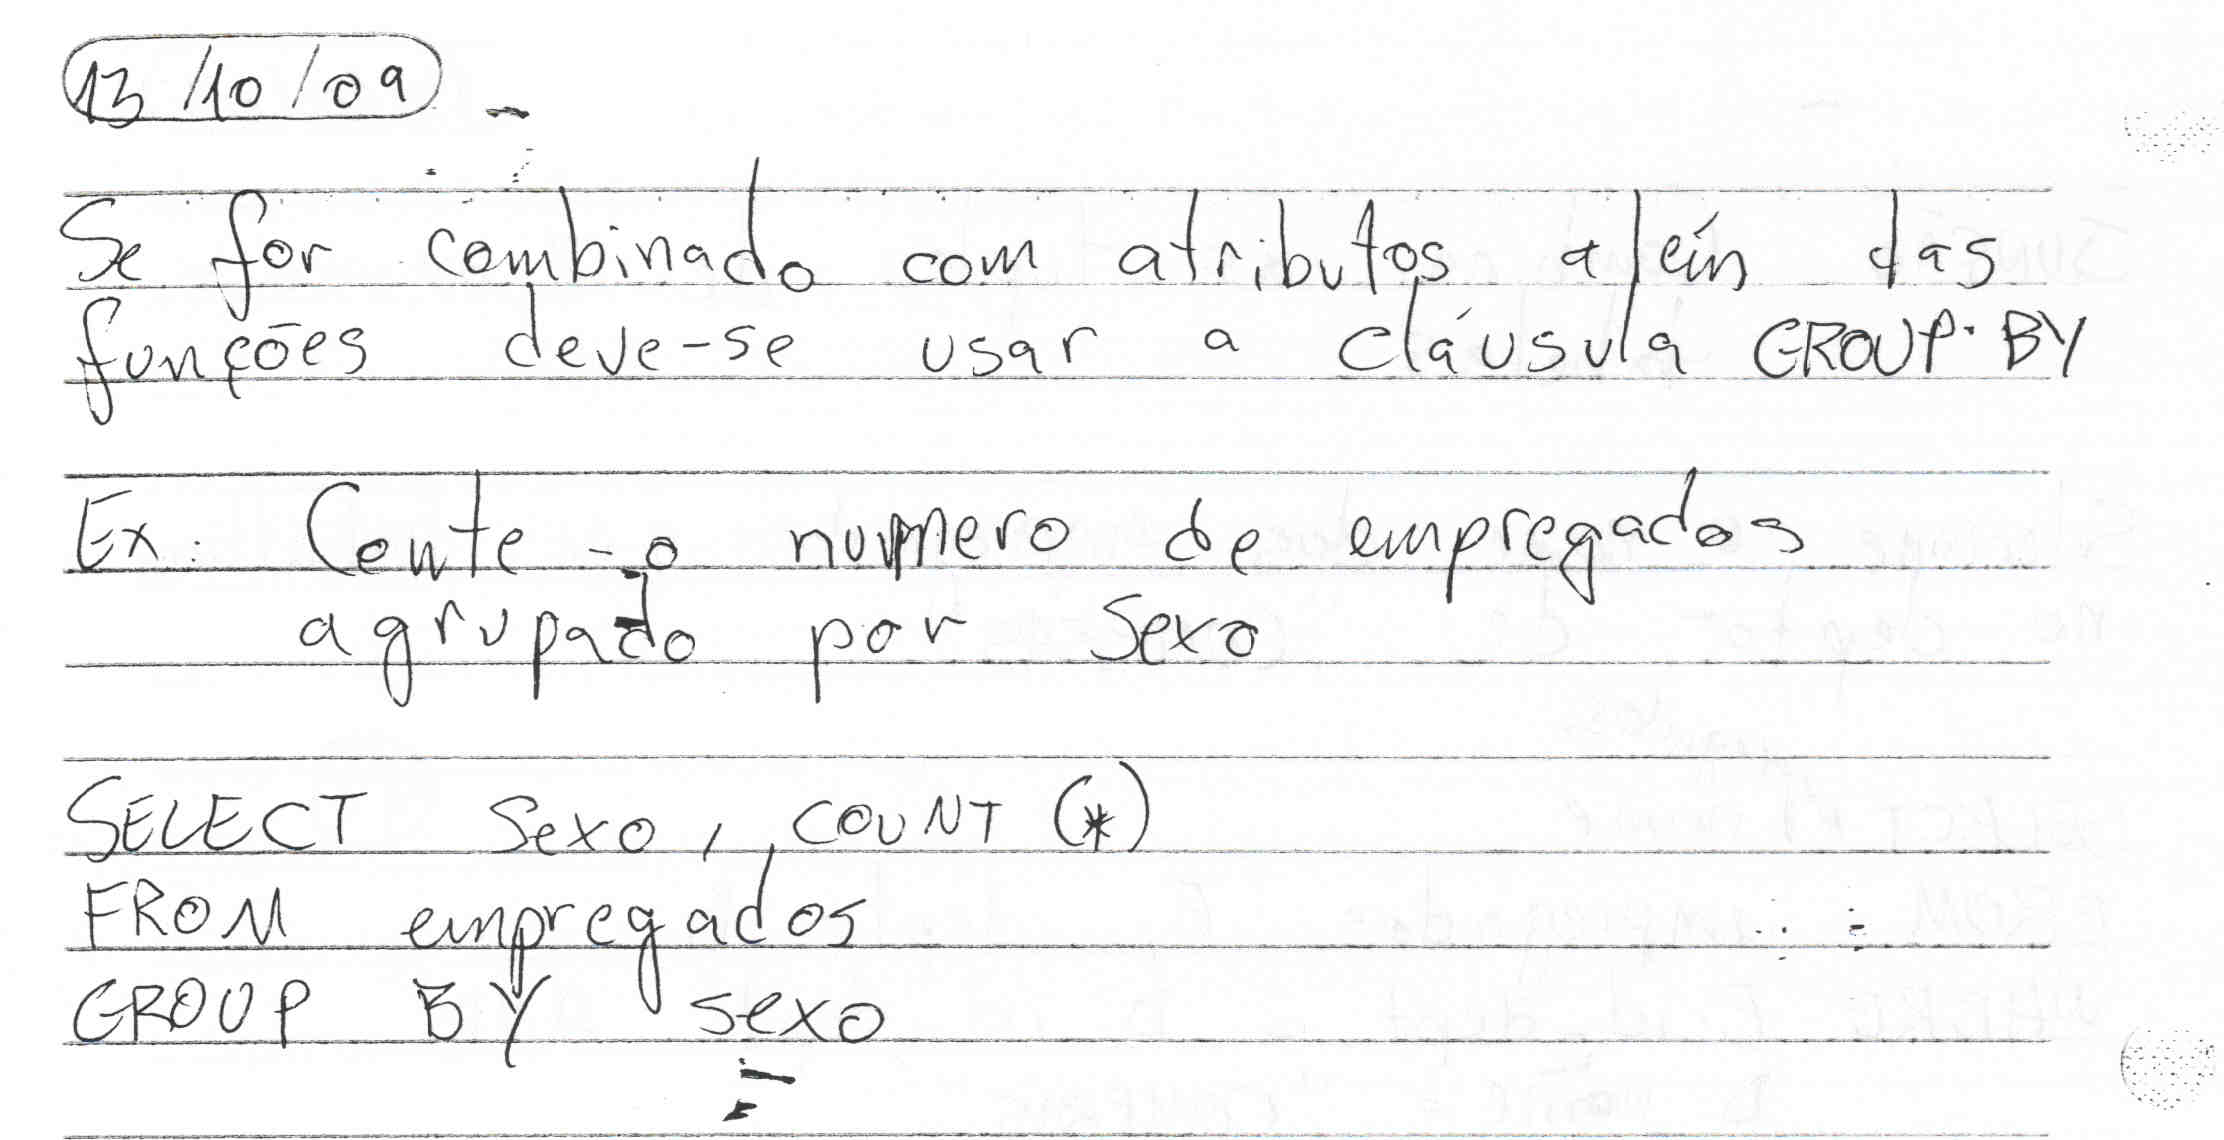 13/10/09
Se for combinado com atributos além das
funções deve-se usar a cláusula GROUP BY
Ex: Conte o numero de empregados
agrupado por Sexo
SELECT Sexo, COUNT (*)
FROM empregados
GROUP BY sexo